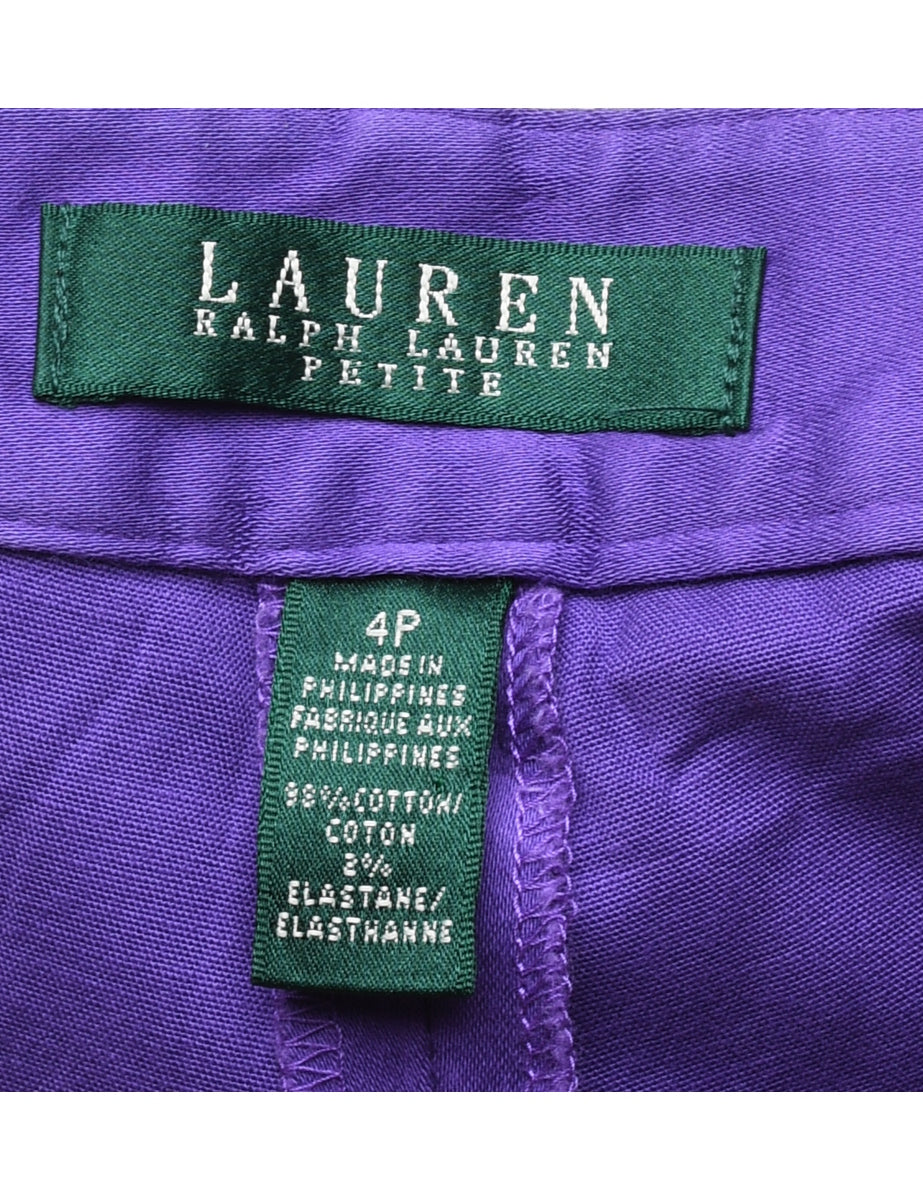 LAUREN
RALPH LAUREN
PETITE
4P
MADE IN
PHILIPPINES
FABRIQUE AUX
PHILIPPINES
98% COTTON/
COTON
2%
ELASTANE/
ELASTHANNE